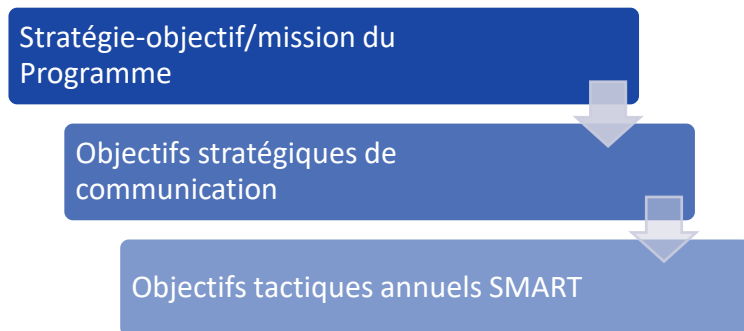 Stratégie-objectif/mission du
Programme
Objectifs stratégiques de
communication
Objectifs tactiques annuels SMART